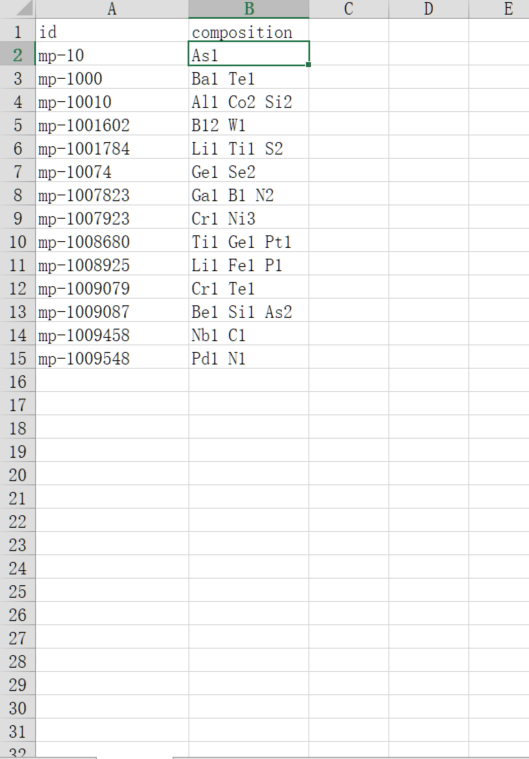 A B C D E
1 id composition
2 mp-10 As1
3 mp-1000 Ba1 Te1
4 mp-10010 Al1 Co2 Si2
5 mp-1001602 B12 W1
6 mp-1001784 Li1 Ti1 S2
7 mp-10074 Ge1 Se2
8 mp-1007823 Ga1 B1 N2
9 mp-1007923 Cr1 Ni3
10 mp-1008680 Ti1 Ge1 Pt1
11 mp-1008925 Li1 Fe1 P1
12 mp-1009079 Cr1 Te1
13 mp-1009087 Be1 Si1 As2
14 mp-1009458 Nb1 C1
15 mp-1009548 Pd1 N1
16
17
18
19
20
21
22
23
24
25
26
27
28
29
30
31
32